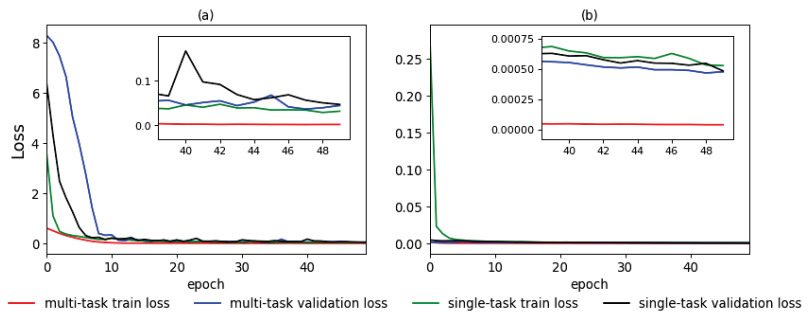 (a)
(b)
8
6
4
2
0
Loss
0.1
0.0
40 42 44 46 48
0 10 20 30 40
epoch
0.25
0.20
0.15
0.10
0.05
0.00
0.00075
0.00050
0.00025
0.00000
40 42 44 46 48
0 10 20 30 40
epoch
multi-task train loss multi-task validation loss single-task train loss single-task validation loss